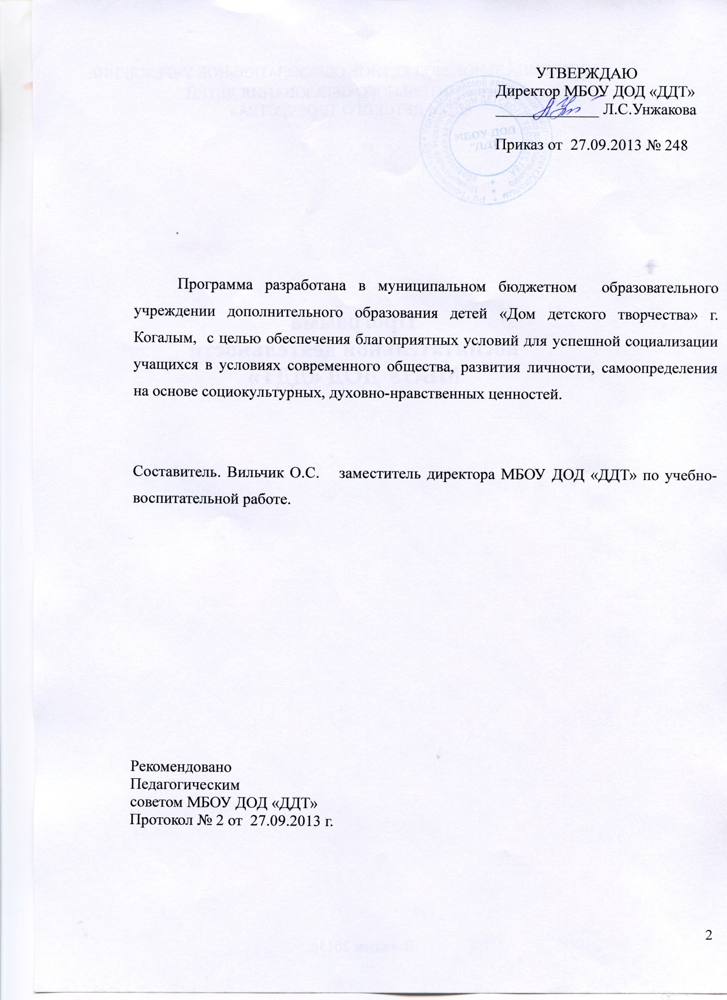 УТВЕРЖДАЮ
Директор МБОУ ДОД «ДДТ»
_____________ Л.С.Унжакова
Приказ от 27.09.2013 № 248
МБОУ ДОД
"ДДТ"
Программа разработана в муниципальном бюджетном образовательного
учреждении дополнительного образования детей «Дом детского творчества» г.
Когалым, с целью обеспечения благоприятных условий для успешной социализации
учащихся в условиях современного общества, развития личности, самоопределения
на основе социокультурных, духовно-нравственных ценностей.
Составитель. Вильчик О.С. заместитель директора МБОУ ДОД «ДДТ» по учебно-
воспитательной работе.
Рекомендовано
Педагогическим
советом МБОУ ДОД «ДДТ»
Протокол № 2 от 27.09.2013 г.
2